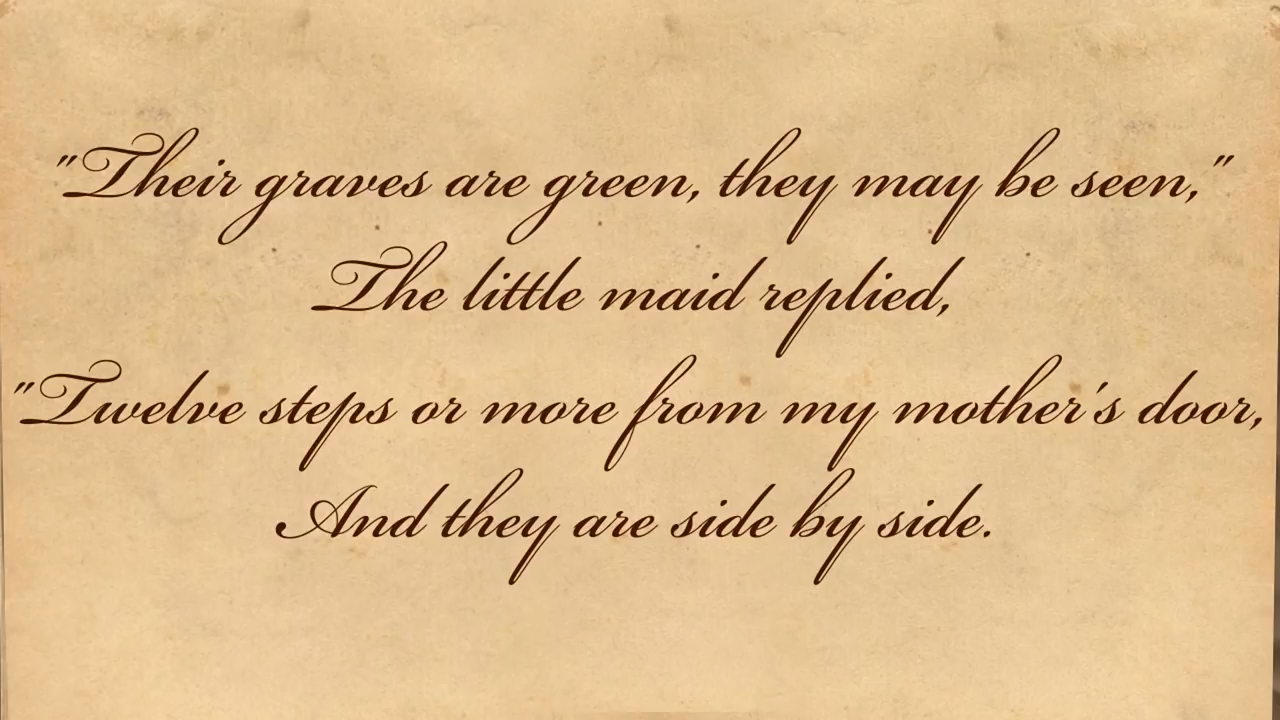 "Their graves are green, they may be seen,"
The little maid replied,
"Twelve steps or more from my mother's door,
And they are side by side.